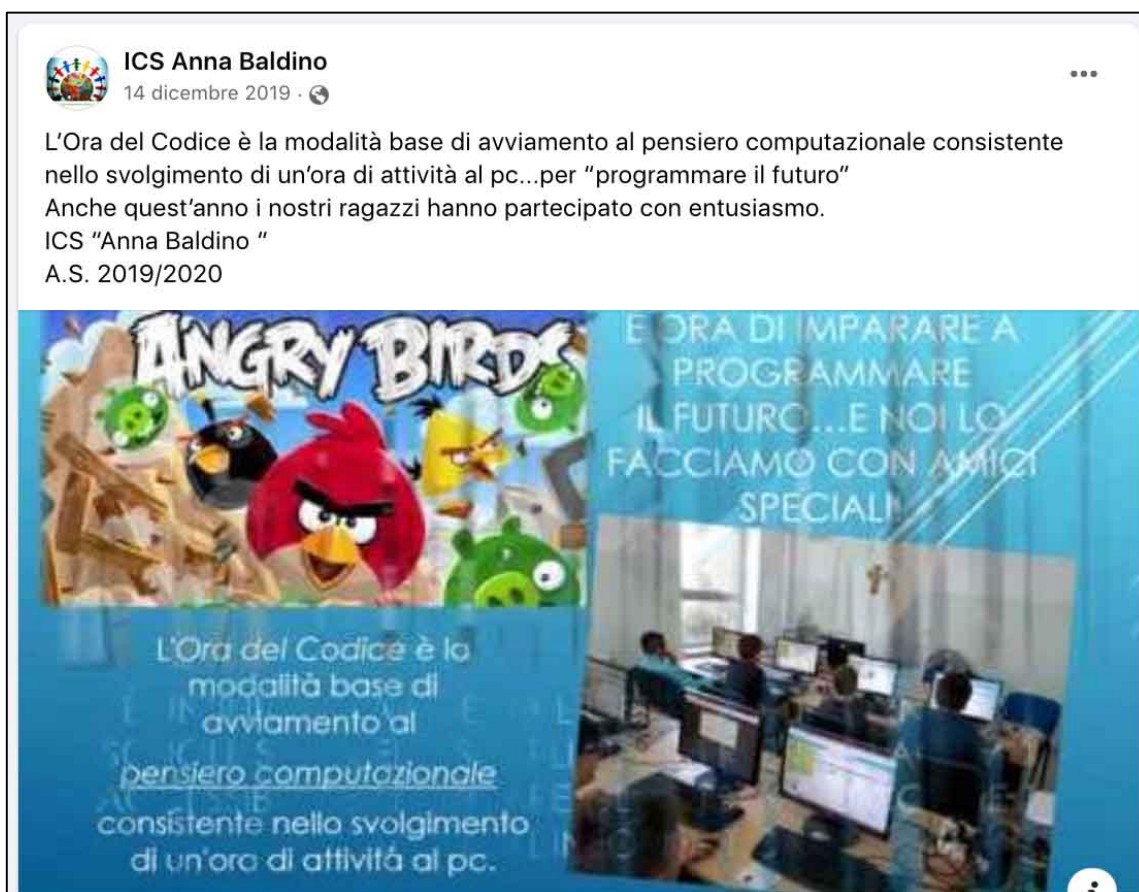 ICS Anna Baldino
14 dicembre 2019 ·
L'Ora del Codice è la modalità base di avviamento al pensiero computazionale consistente
nello svolgimento di un'ora di attività al pc...per "programmare il futuro"
Anche quest'anno i nostri ragazzi hanno partecipato con entusiasmo.
ICS "Anna Baldino "
A.S. 2019/2020
ANGRY BIRDS
È ORA DI IMPARARE A
PROGRAMMARE
IL FUTURO...E NOI LO
FACCIAMO CON AMICI
SPECIALI
L'Ora del Codice è la
modalità base di
avviamento al
pensiero computazionale
consistente nello svolgimento
di un'ora di attività al pc.